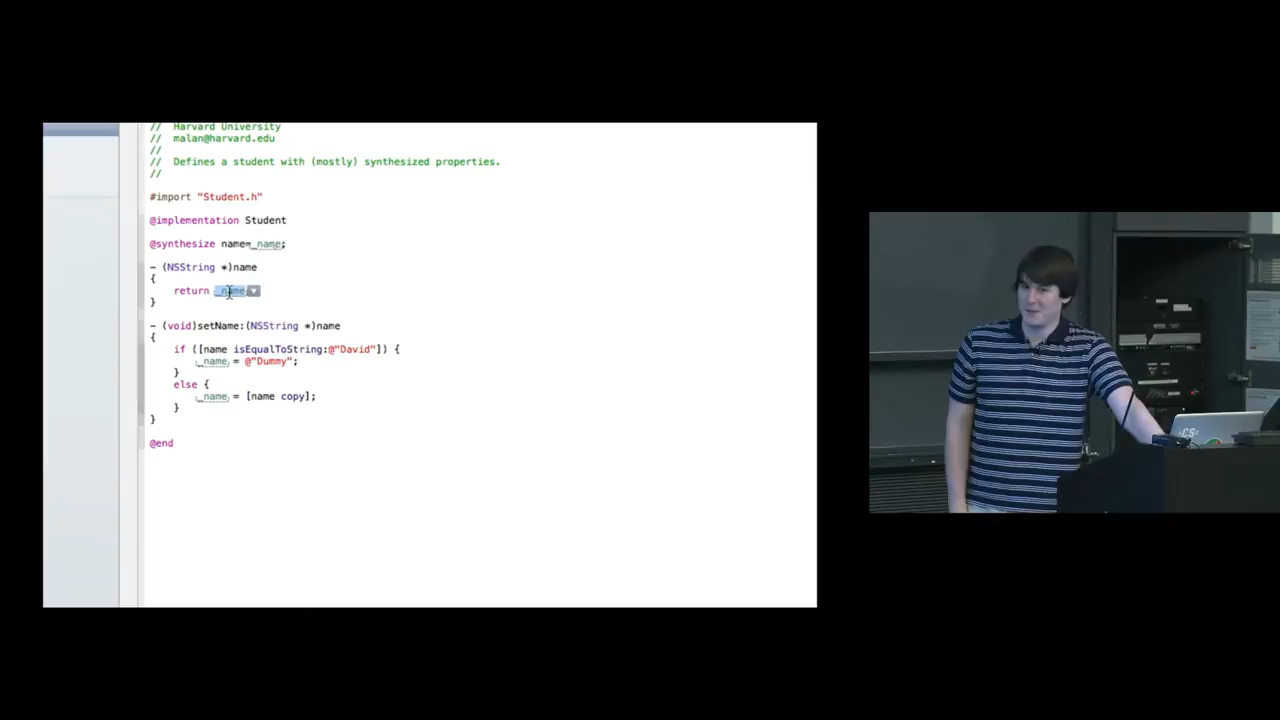 //  Harvard University
//  malan@harvard.edu
//
//  Defines a student with (mostly) synthesized properties.
//
#import "Student.h"
@implementation Student
@synthesize name=_name;
- (NSString *)name
{
return _name
}
- (void)setName:(NSString *)name
{
if ([name isEqualToString:@"David"]) {
_name = @"Dummy";
}
else {
_name = [name copy];
}
}
@end
CS